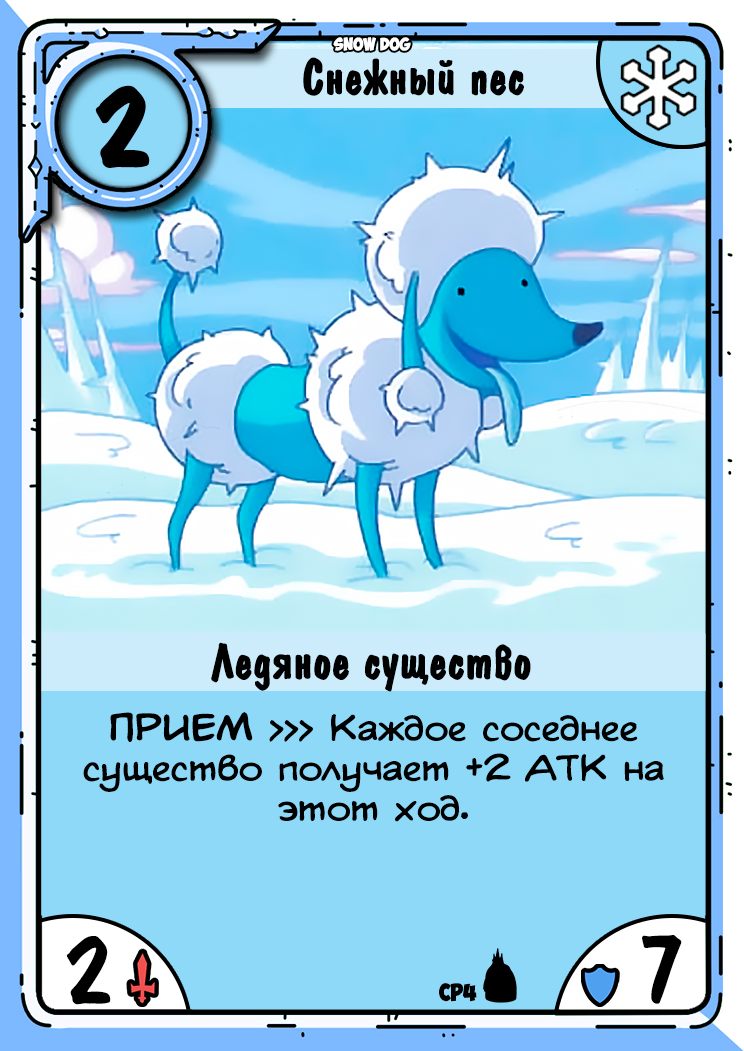 SNOW DOG
2
Снежный пес
Ледяное существо
ПРИЕМ >>> Каждое соседнее
существо получает +2 АТК на
этот ход.
2
CP4
7